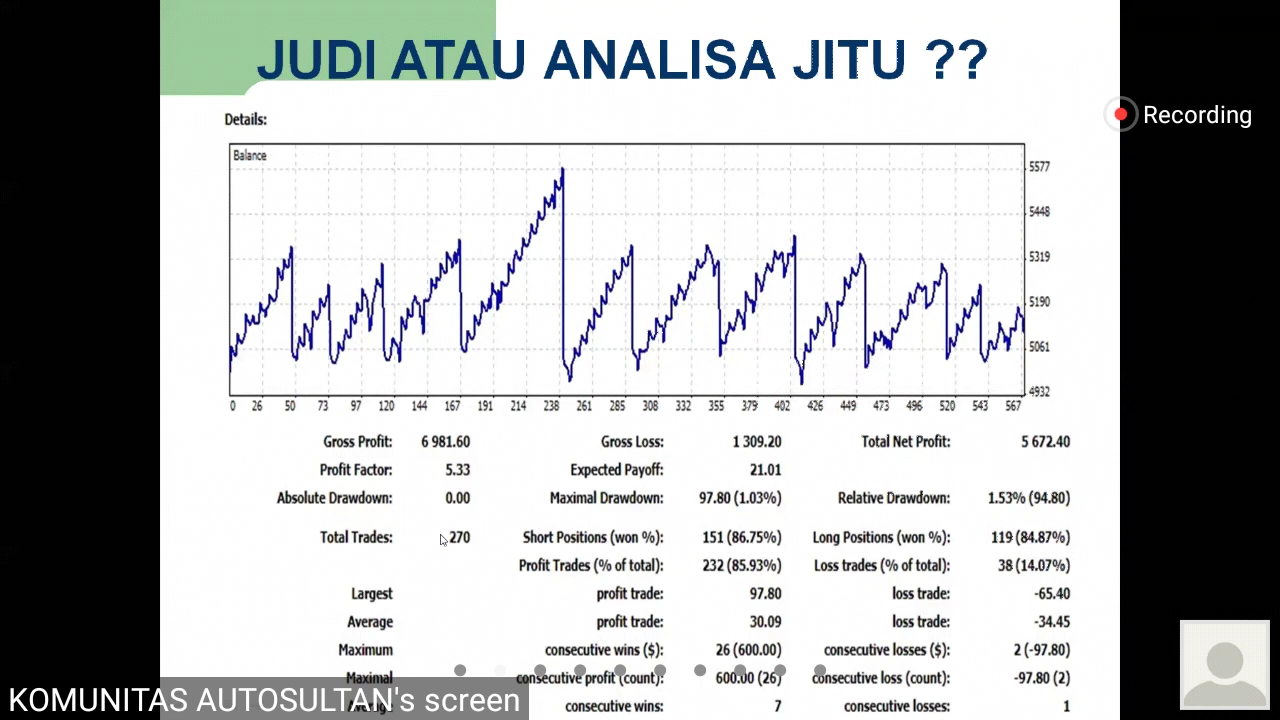 JUDI ATAU ANALISA JITU ??
Recording
Details:
Balance
5577
5448
5319
5190
5061
4932
0 26 50 73 97 120 144 167 191 214 238 261 285 308 332 355 379 402 426 449 473 496 520 543 567
Gross Profit: 6 981.60 Gross Loss: 1 309.20 Total Net Profit: 5 672.40
Profit Factor: 5.33 Expected Payoff: 21.01
Absolute Drawdown: 0.00 Maximal Drawdown: 97.80 (1.03%) Relative Drawdown: 1.53% (94.80)
Total Trades: 270 Short Positions (won %): 151 (86.75%) Long Positions (won %): 119 (84.87%)
Profit Trades (% of total): 232 (85.93%) Loss trades (% of total): 38 (14.07%)
Largest profit trade: 97.80 loss trade: -65.40
Average profit trade: 30.09 loss trade: -34.45
Maximum consecutive wins ($): 26 (600.00) consecutive losses ($): 2 (-97.80)
Maximal consecutive profit (count): 600.00 (26) consecutive loss (count): -97.80 (2)
Average consecutive wins: 7 consecutive losses: 1
KOMUNITAS AUTOSULTAN's screen